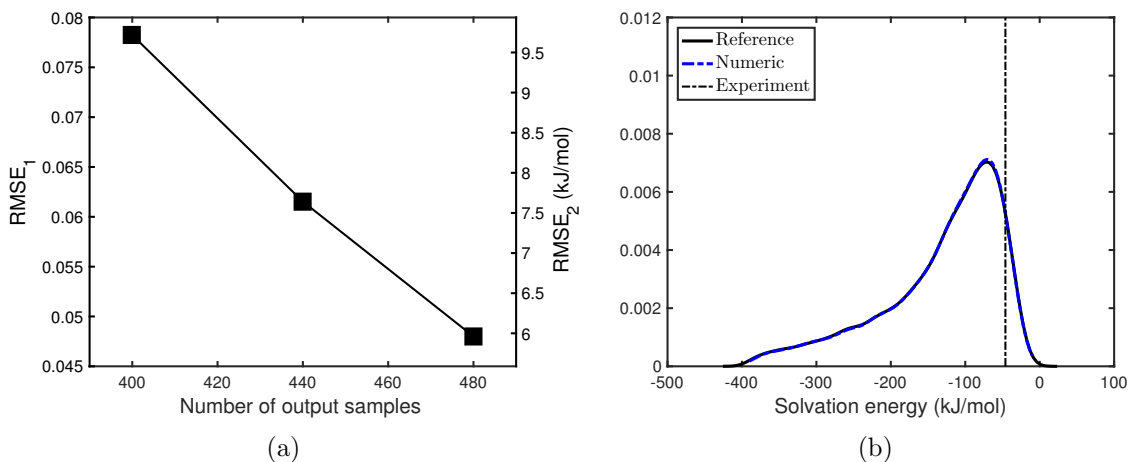 0.08
0.075
0.07
0.065
0.06
0.055
0.05
0.045
RMSE1
9.5
9
8.5
8
7.5
7
6.5
6
RMSE2 (kJ/mol)
400 420 440 460 480
Number of output samples
(a)
0.012
0.01
0.008
0.006
0.004
0.002
0
Reference
Numeric
Experiment
-500 -400 -300 -200 -100 0 100
Solvation energy (kJ/mol)
(b)